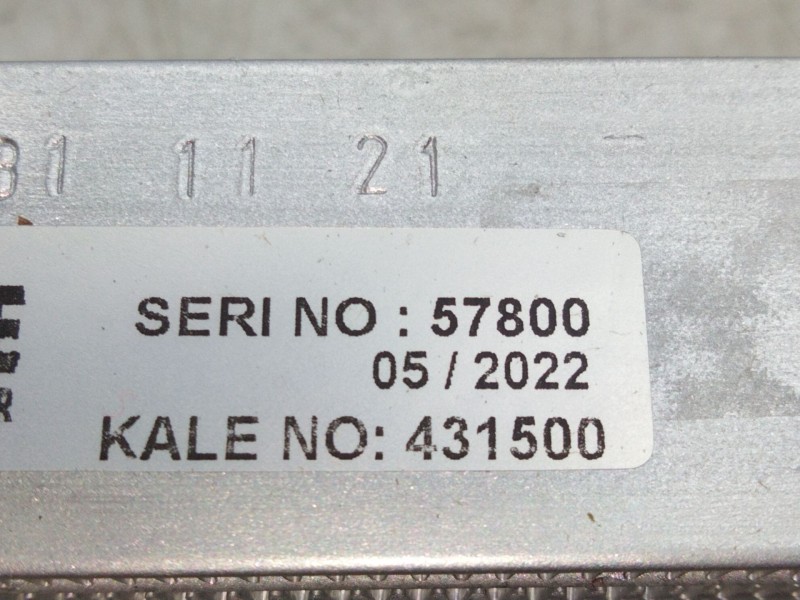 31 11 21
SERI NO : 57800
05 / 2022
KALE NO: 431500